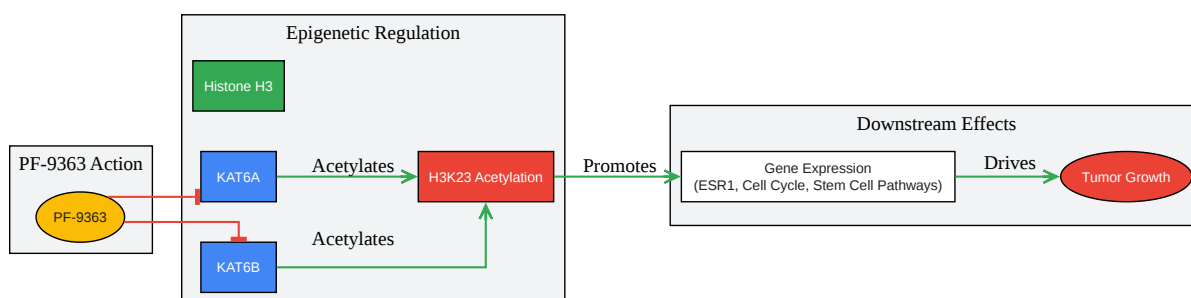 Epigenetic Regulation
Histone H3
Downstream Effects
PF-9363 Action
KAT6A
Acetylates
H3K23 Acetylation
Promotes
Gene Expression
(ESR1, Cell Cycle, Stem Cell Pathways)
Drives
Tumor Growth
PF-9363
KAT6B
Acetylates